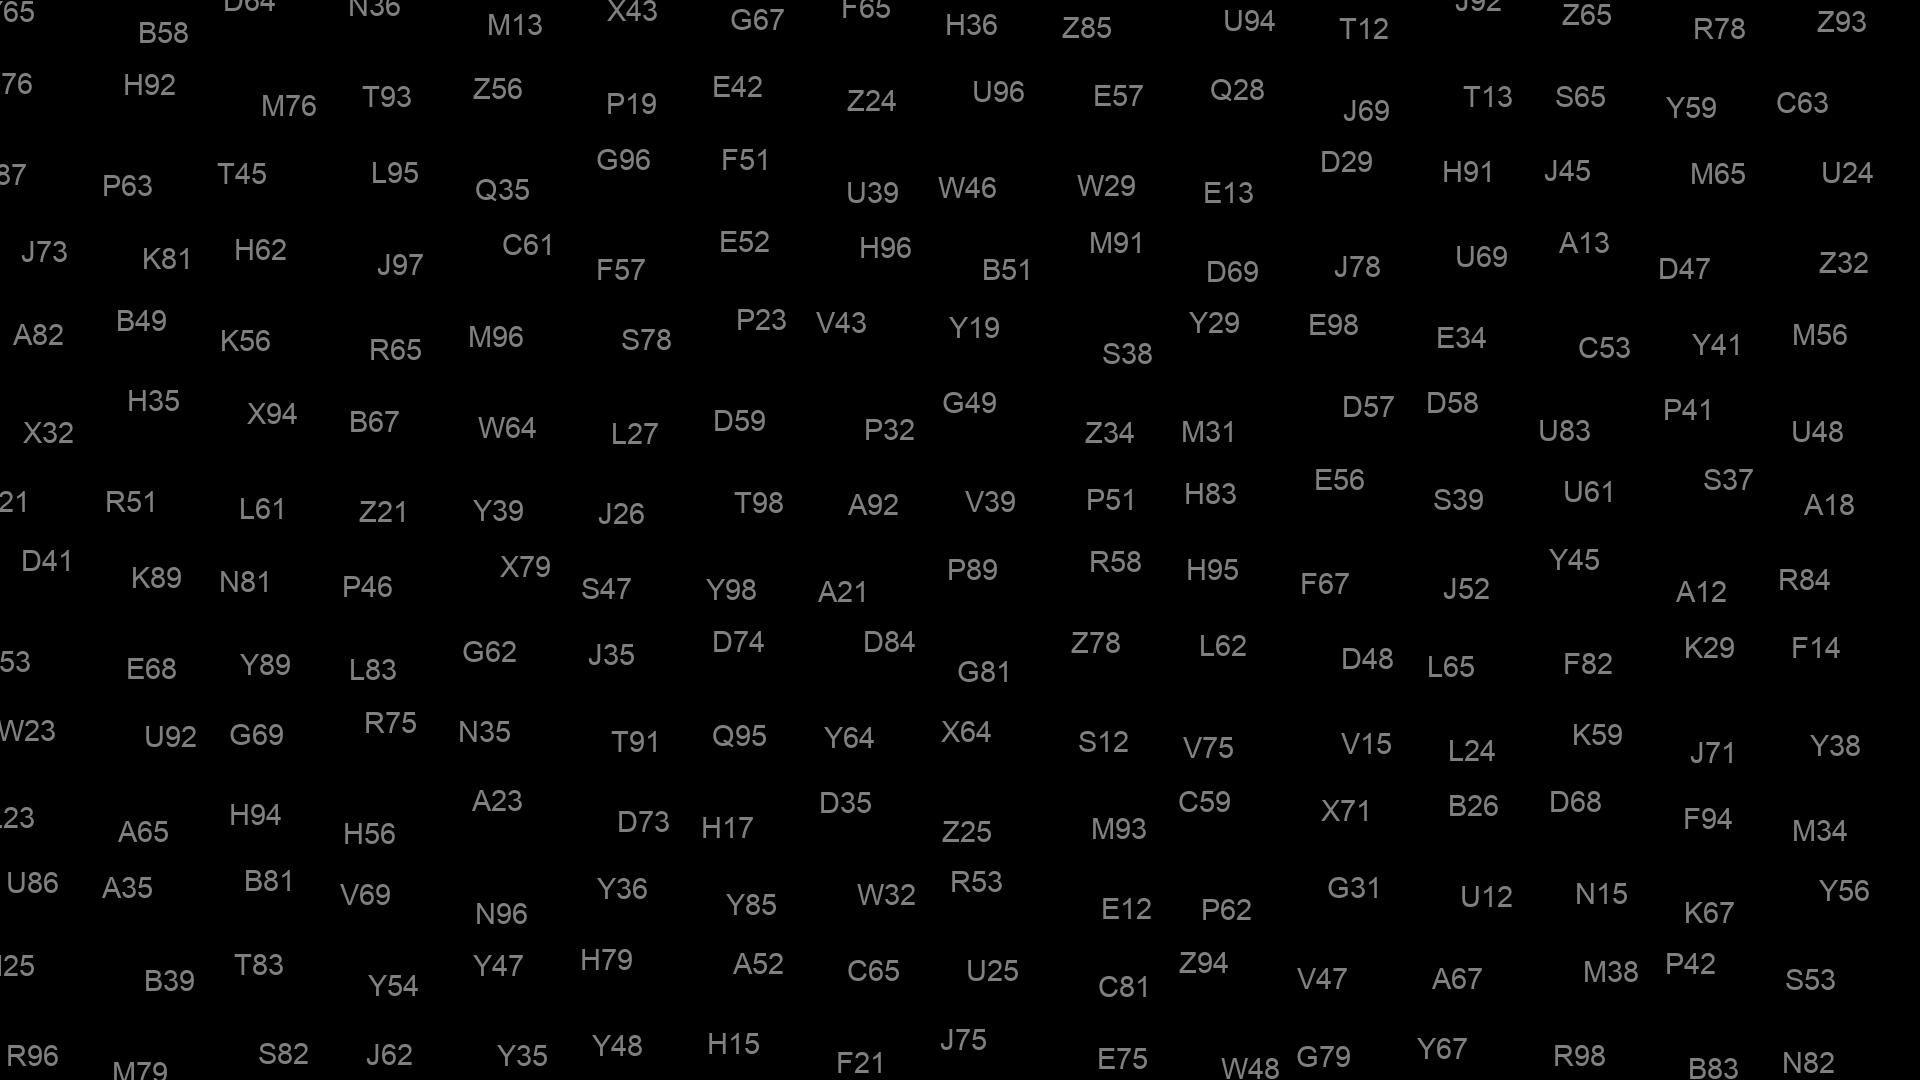 65 B58 D64 N36 M13 X43 G67 F65 H36 Z85 U94 T12 J92 Z65 R78 Z93
76 H92 M76 T93 Z56 P19 E42 Z24 U96 E57 Q28 J69 T13 S65 Y59 C63
87 P63 T45 L95 Q35 G96 F51 U39 W46 W29 E13 D29 H91 J45 M65 U24
J73 K81 H62 J97 C61 F57 E52 H96 B51 M91 D69 J78 U69 A13 D47 Z32
A82 B49 K56 R65 M96 S78 P23 V43 Y19 S38 Y29 E98 E34 C53 Y41 M56
X32 H35 X94 B67 W64 L27 D59 P32 G49 Z34 M31 D57 D58 U83 P41 U48
21 R51 L61 Z21 Y39 J26 T98 A92 V39 P51 H83 E56 S39 U61 S37 A18
D41 K89 N81 P46 X79 S47 Y98 A21 P89 R58 H95 F67 J52 Y45 A12 R84
53 E68 Y89 L83 G62 J35 D74 D84 G81 Z78 L62 D48 L65 F82 K29 F14
W23 U92 G69 R75 N35 T91 Q95 Y64 X64 S12 V75 V15 L24 K59 J71 Y38
23 A65 H94 H56 A23 D73 H17 D35 Z25 M93 C59 X71 B26 D68 F94 M34
U86 A35 B81 V69 N96 Y36 Y85 W32 R53 E12 P62 G31 U12 N15 K67 Y56
25 B39 T83 Y54 Y47 H79 A52 C65 U25 C81 Z94 V47 A67 M38 P42 S53
R96 M79 S82 J62 Y35 Y48 H15 F21 J75 E75 W48 G79 Y67 R98 B83 N82